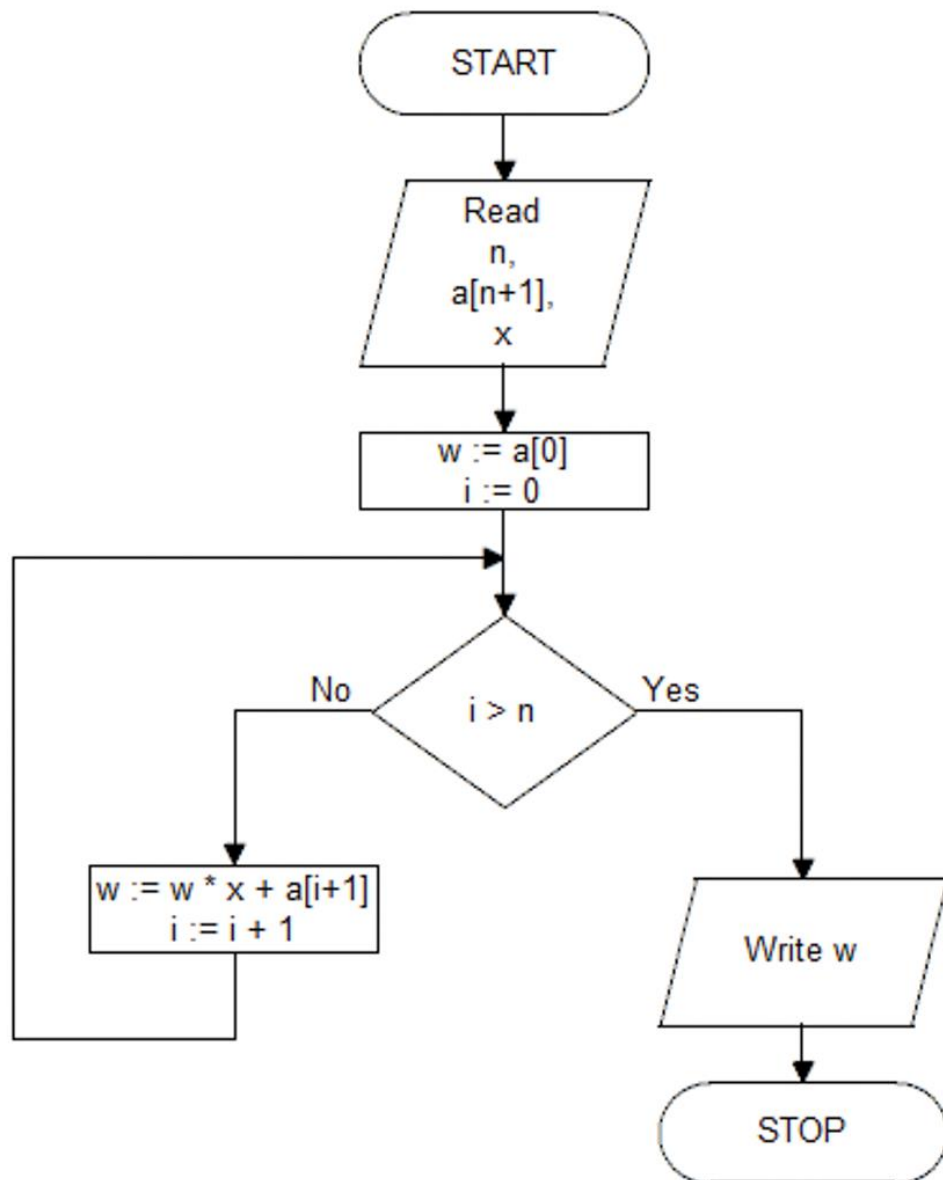 START
Read
n,
a[n+1],
x
w := a[0]
i := 0
No
i > n
Yes
w := w * x + a[i+1]
i := i + 1
Write w
STOP